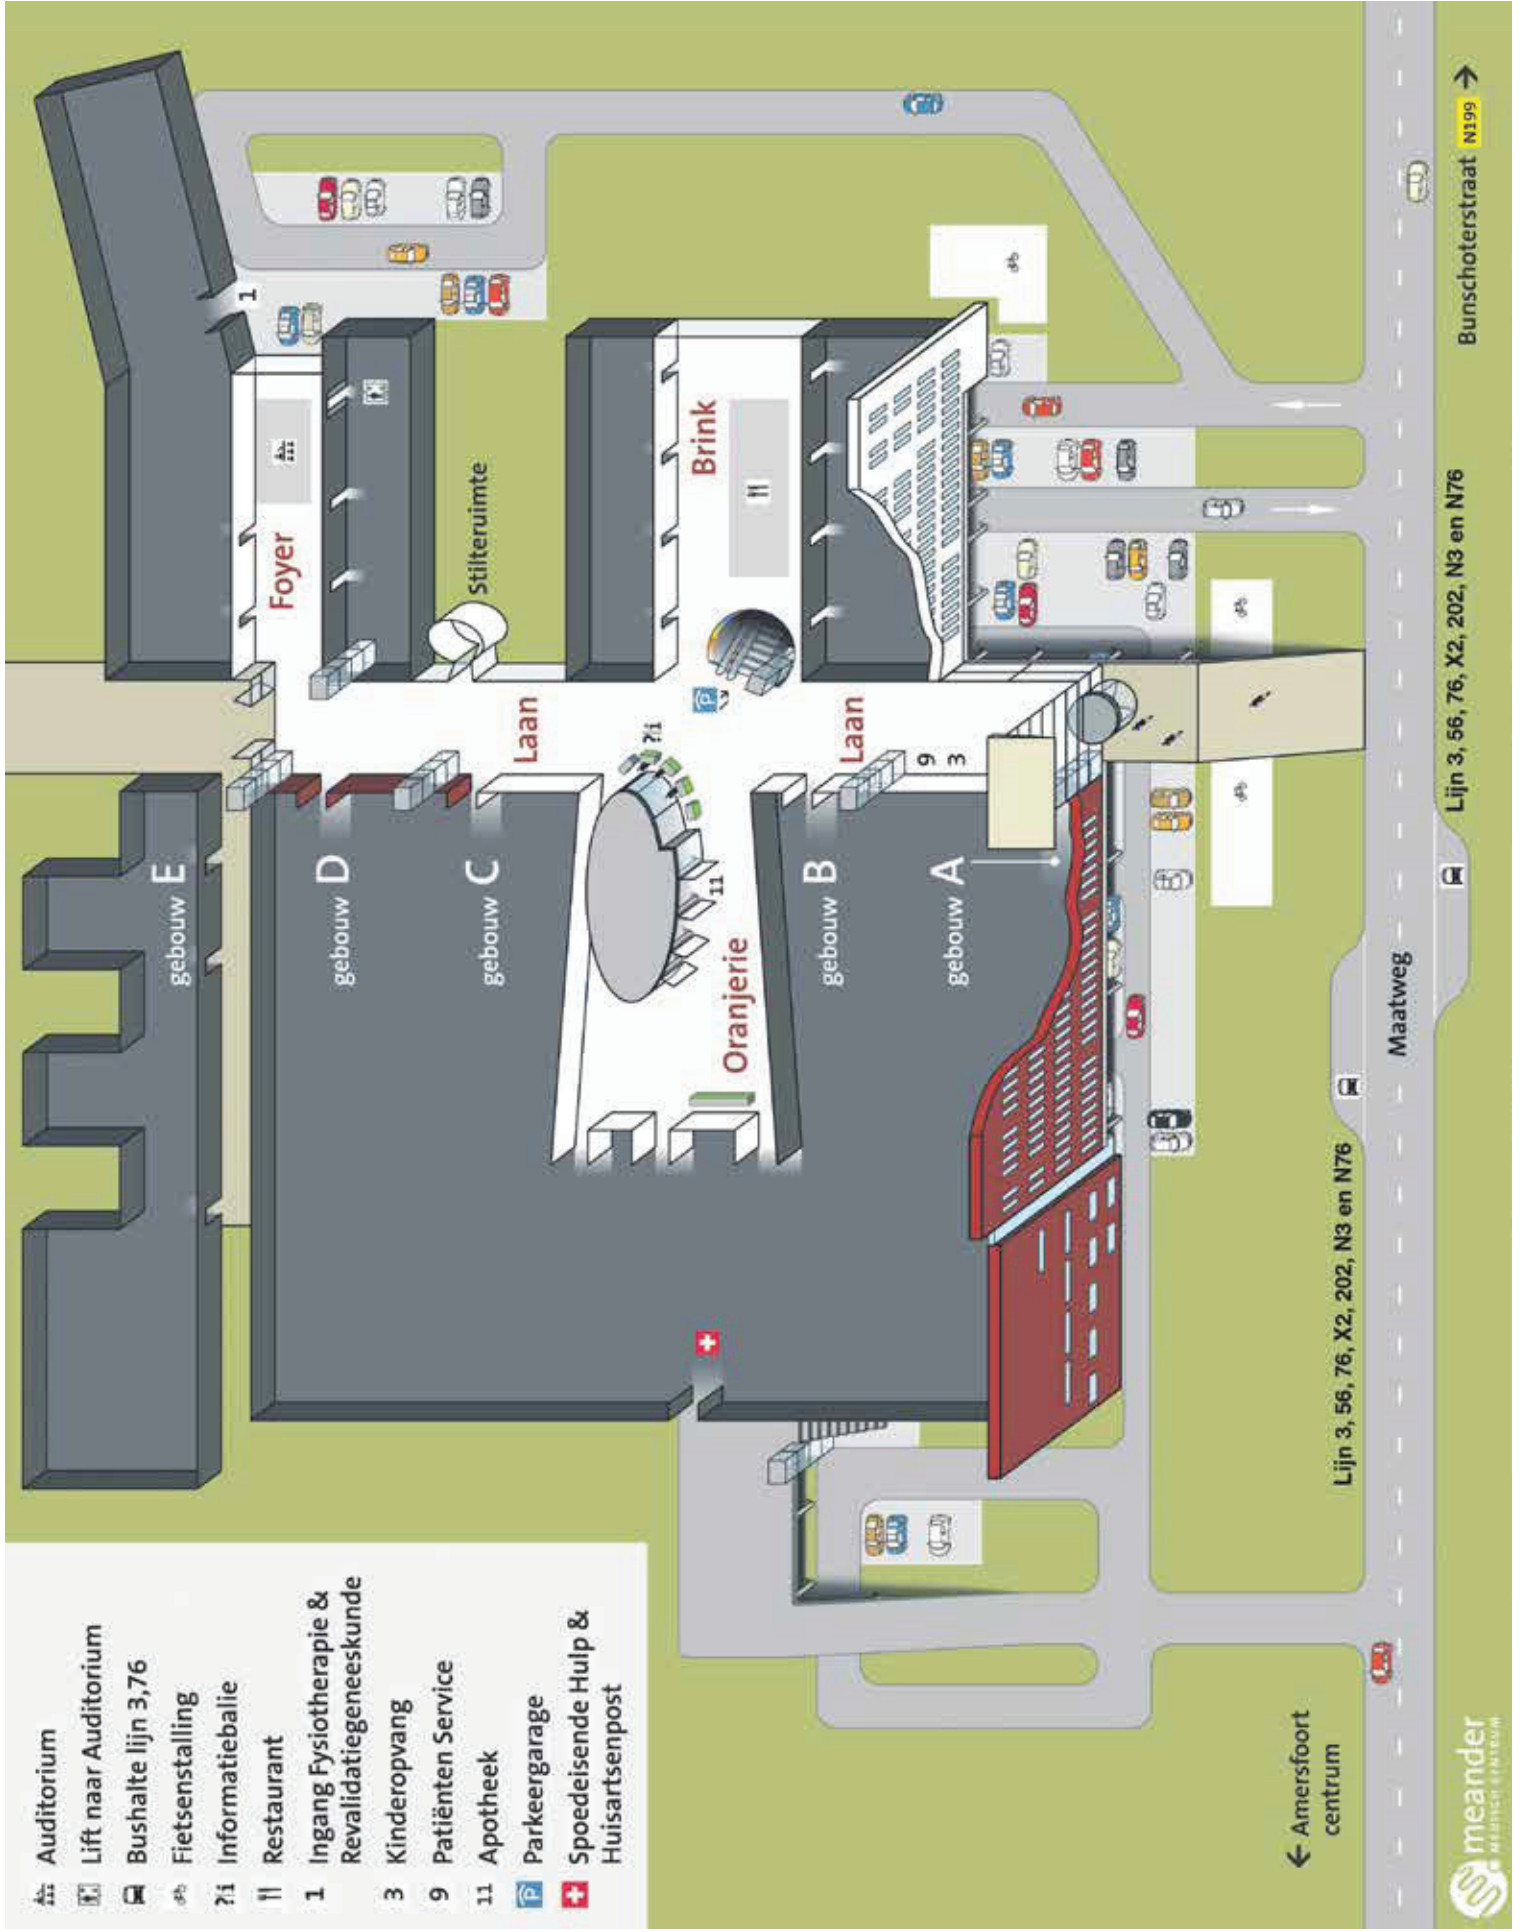 Auditorium
Lift naar Auditorium
Bushalte lijn 3,76
Fietsenstalling
?/i Informatiebalie
Restaurant
1 Ingang Fysiotherapie &
Revalidatiegeneeskunde
3 Kinderopvang
9 Patiënten Service
11 Apotheek
P Parkeergarage
Spoedeisende Hulp &
Huisartsenpost
gebouw E
1
Foyer
gebouw D
gebouw C
Laan
Stilteruimte
?/i
P
Brink
11
Oranjerie
gebouw B
Laan
9
3
gebouw A
Lijn 3, 56, 76, X2, 202, N3 en N76
Maatweg
Lijn 3, 56, 76, X2, 202, N3 en N76
← Amersfoort
centrum
Bunschoterstraat N199 →
meander
MEDISCH CENTRUM